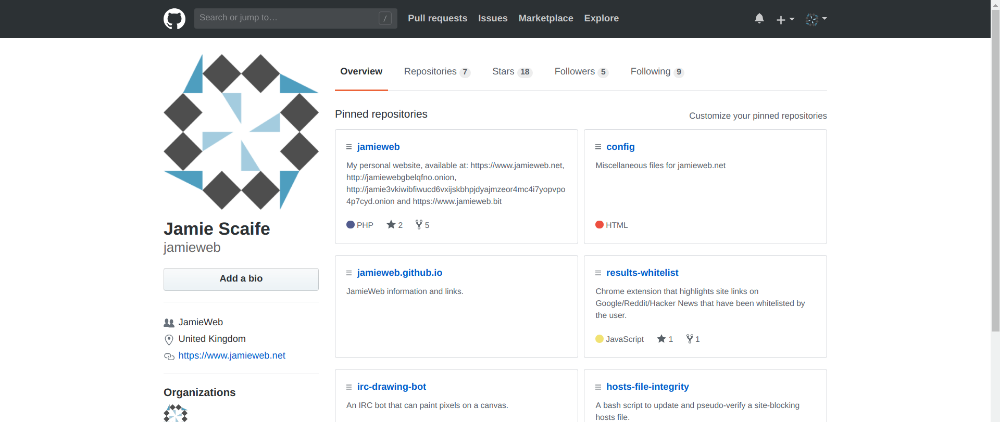 Search or jump to... /
Pull requests Issues Marketplace Explore
Overview Repositories 7 Stars 18 Followers 5 Following 9
Pinned repositories
Customize your pinned repositories
jamieweb
My personal website, available at: https://www.jamieweb.net,
http://jamiewebgbelqfno.onion,
http://jamie3vkiwibfiwucd6vxijskbhpjdyajmzeor4mc4i7yopvpo
4p7cyd.onion and https://www.jamieweb.bit
PHP 2 5
config
Miscellaneous files for jamieweb.net
HTML
Jamie Scaife
jamieweb
Add a bio
JamieWeb
United Kingdom
https://www.jamieweb.net
Organizations
jamieweb.github.io
JamieWeb information and links.
results-whitelist
Chrome extension that highlights site links on
Google/Reddit/Hacker News that have been whitelisted by
the user.
JavaScript 1 1
irc-drawing-bot
An IRC bot that can paint pixels on a canvas.
hosts-file-integrity
A bash script to update and pseudo-verify a site-blocking
hosts file.